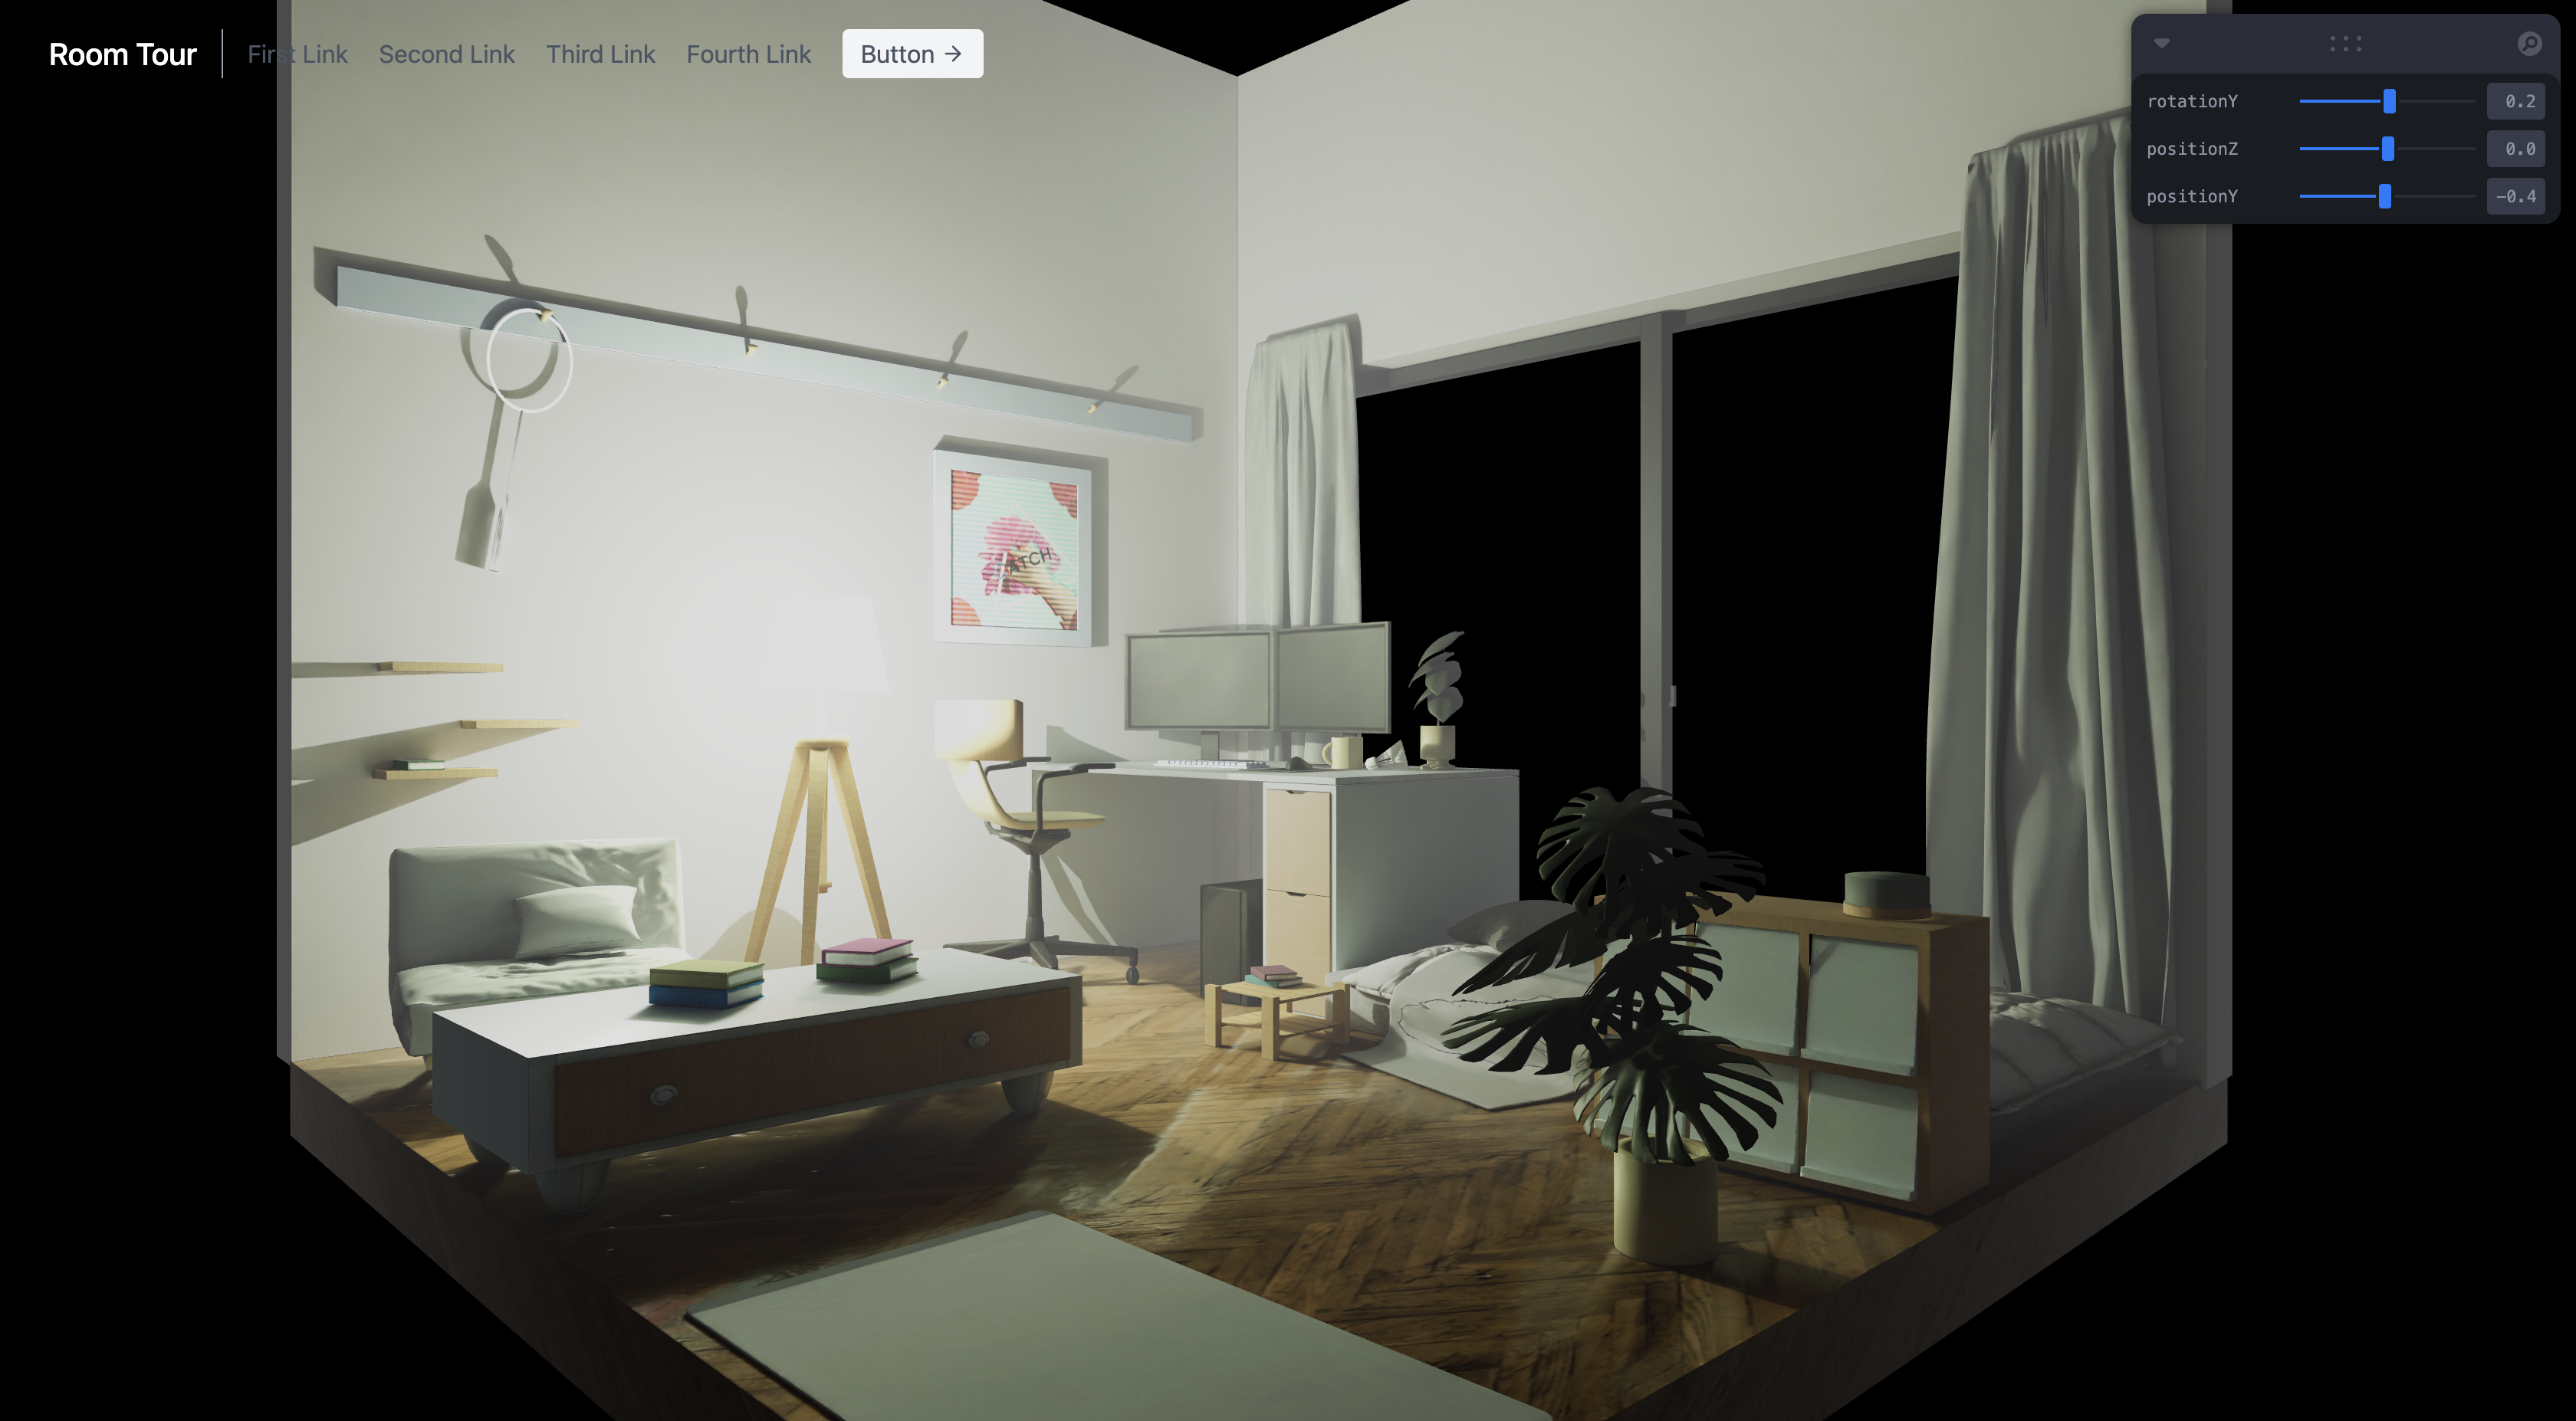 Room Tour
First Link
Second Link
Third Link
Fourth Link
Button →
rotationY 0.2
positionZ 0.0
positionY −0.4
ATCH